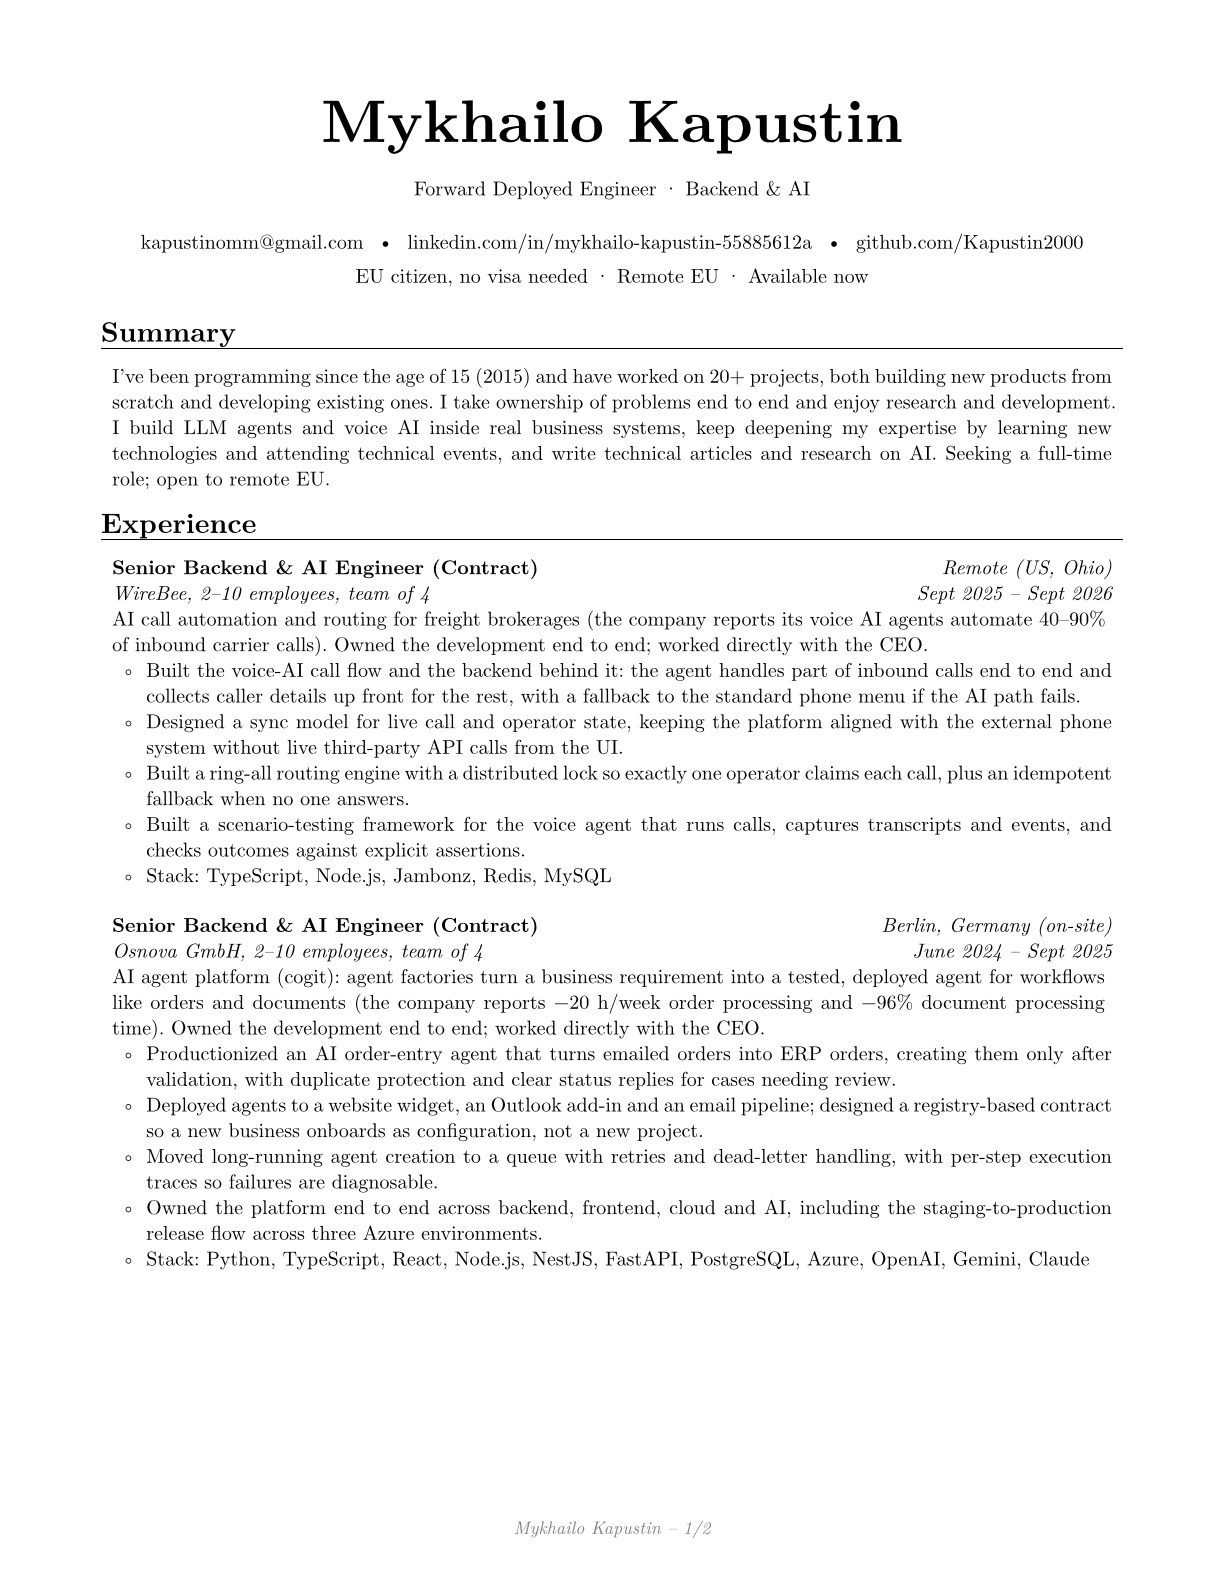 Mykhailo Kapustin
Forward Deployed Engineer · Backend & AI
kapustinomm@gmail.com • linkedin.com/in/mykhailo-kapustin-55885612a • github.com/Kapustin2000
EU citizen, no visa needed · Remote EU · Available now
Summary
I've been programming since the age of 15 (2015) and have worked on 20+ projects, both building new products from
scratch and developing existing ones. I take ownership of problems end to end and enjoy research and development.
I build LLM agents and voice AI inside real business systems, keep deepening my expertise by learning new
technologies and attending technical events, and write technical articles and research on AI. Seeking a full-time
role; open to remote EU.
Experience
Senior Backend & AI Engineer (Contract) Remote (US, Ohio)
WireBee, 2–10 employees, team of 4 Sept 2025 – Sept 2026
AI call automation and routing for freight brokerages (the company reports its voice AI agents automate 40–90%
of inbound carrier calls). Owned the development end to end; worked directly with the CEO.
◦ Built the voice-AI call flow and the backend behind it: the agent handles part of inbound calls end to end and
collects caller details up front for the rest, with a fallback to the standard phone menu if the AI path fails.
◦ Designed a sync model for live call and operator state, keeping the platform aligned with the external phone
system without live third-party API calls from the UI.
◦ Built a ring-all routing engine with a distributed lock so exactly one operator claims each call, plus an idempotent
fallback when no one answers.
◦ Built a scenario-testing framework for the voice agent that runs calls, captures transcripts and events, and
checks outcomes against explicit assertions.
◦ Stack: TypeScript, Node.js, Jambonz, Redis, MySQL
Senior Backend & AI Engineer (Contract) Berlin, Germany (on-site)
Osnova GmbH, 2–10 employees, team of 4 June 2024 – Sept 2025
AI agent platform (cogit): agent factories turn a business requirement into a tested, deployed agent for workflows
like orders and documents (the company reports −20 h/week order processing and −96% document processing
time). Owned the development end to end; worked directly with the CEO.
◦ Productionized an AI order-entry agent that turns emailed orders into ERP orders, creating them only after
validation, with duplicate protection and clear status replies for cases needing review.
◦ Deployed agents to a website widget, an Outlook add-in and an email pipeline; designed a registry-based contract
so a new business onboards as configuration, not a new project.
◦ Moved long-running agent creation to a queue with retries and dead-letter handling, with per-step execution
traces so failures are diagnosable.
◦ Owned the platform end to end across backend, frontend, cloud and AI, including the staging-to-production
release flow across three Azure environments.
◦ Stack: Python, TypeScript, React, Node.js, NestJS, FastAPI, PostgreSQL, Azure, OpenAI, Gemini, Claude
Mykhailo Kapustin – 1/2